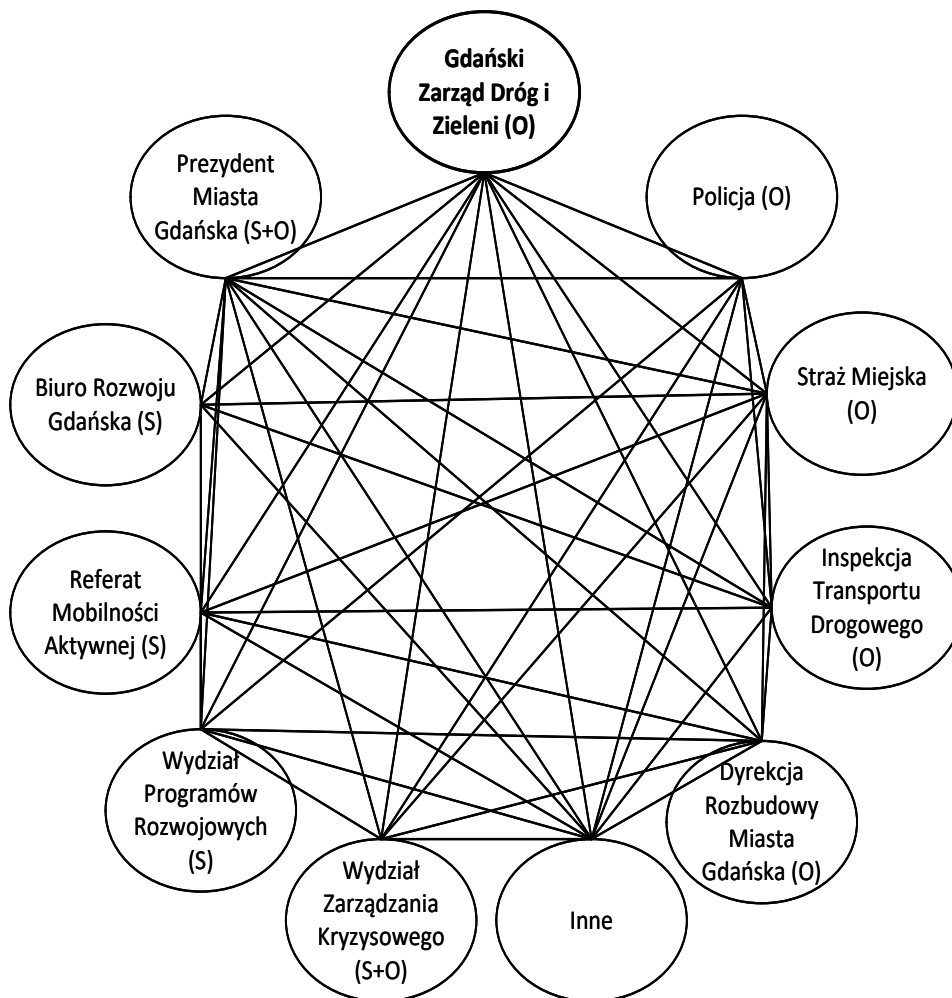 Gdański
Zarząd Dróg i
Zieleni (O)
Prezydent
Miasta
Gdańska (S+O)
Policja (O)
Biuro Rozwoju
Gdańska (S)
Straż Miejska
(O)
Referat
Mobilności
Aktywnej (S)
Inspekcja
Transportu
Drogowego
(O)
Wydział
Programów
Rozwojowych
(S)
Dyrekcja
Rozbudowy
Miasta
Gdańska (O)
Wydział
Zarządzania
Kryzysowego
(S+O)
Inne